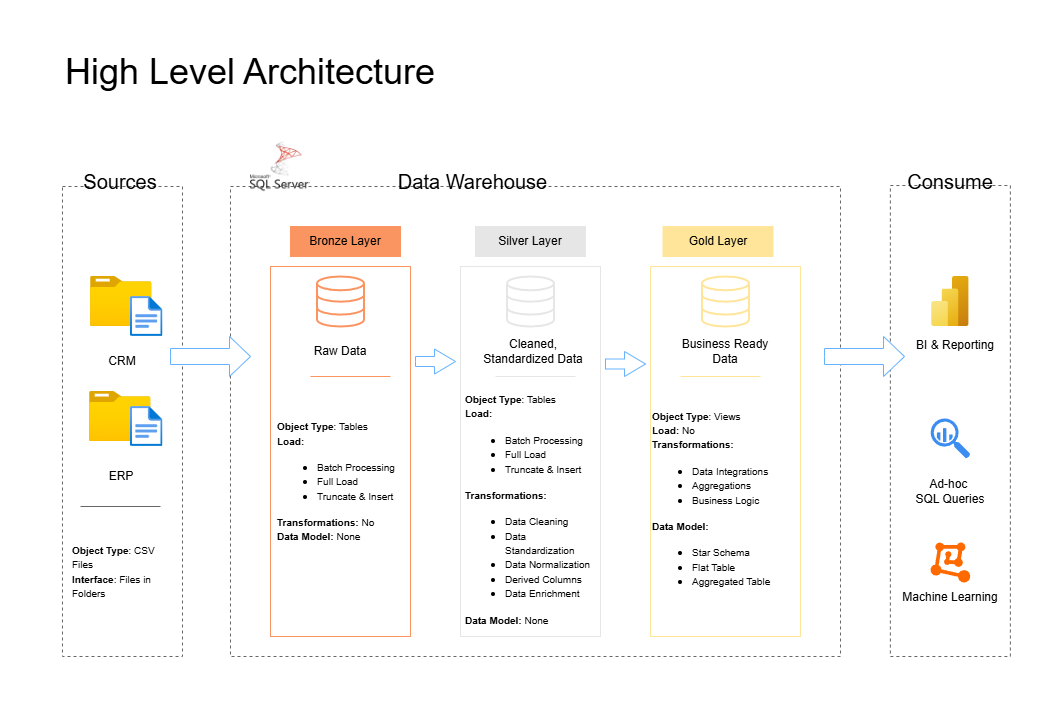 High Level Architecture
Sources
Microsoft
SQL Server
Data Warehouse
Consume
CRM
ERP
Object Type: CSV
Files
Interface: Files in
Folders
Bronze Layer
Raw Data
Object Type: Tables
Load:
Batch Processing
Full Load
Truncate & Insert
Transformations: No
Data Model: None
Silver Layer
Cleaned,
Standardized Data
Object Type: Tables
Load:
Batch Processing
Full Load
Truncate & Insert
Transformations:
Data Cleaning
Data
Standardization
Data Normalization
Derived Columns
Data Enrichment
Data Model: None
Gold Layer
Business Ready
Data
Object Type: Views
Load: No
Transformations:
Data Integrations
Aggregations
Business Logic
Data Model:
Star Schema
Flat Table
Aggregated Table
BI & Reporting
Ad-hoc
SQL Queries
Machine Learning